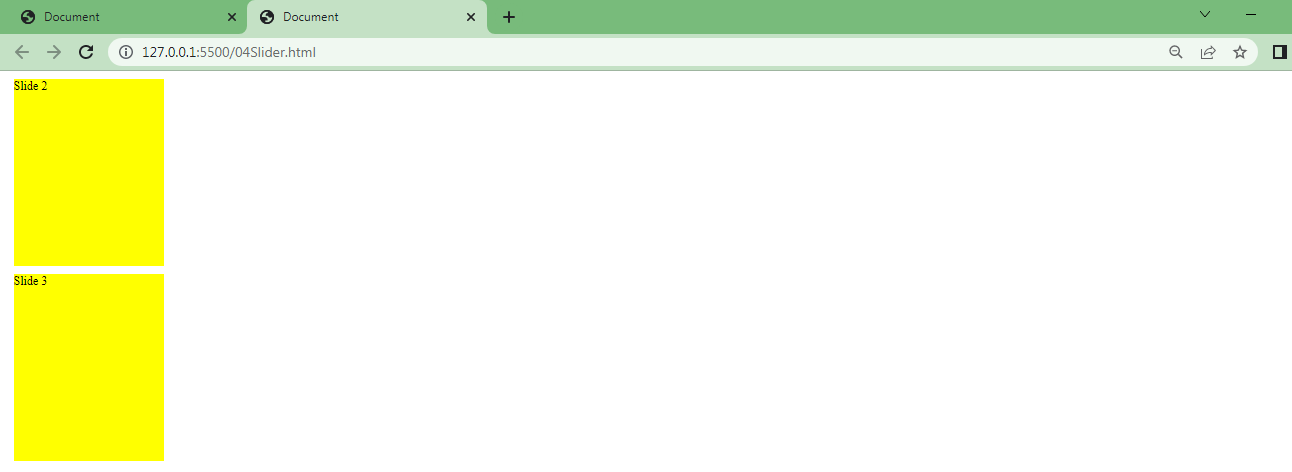 Document
Document
127.0.0.1:5500/04Slider.html
Slide 2
Slide 3